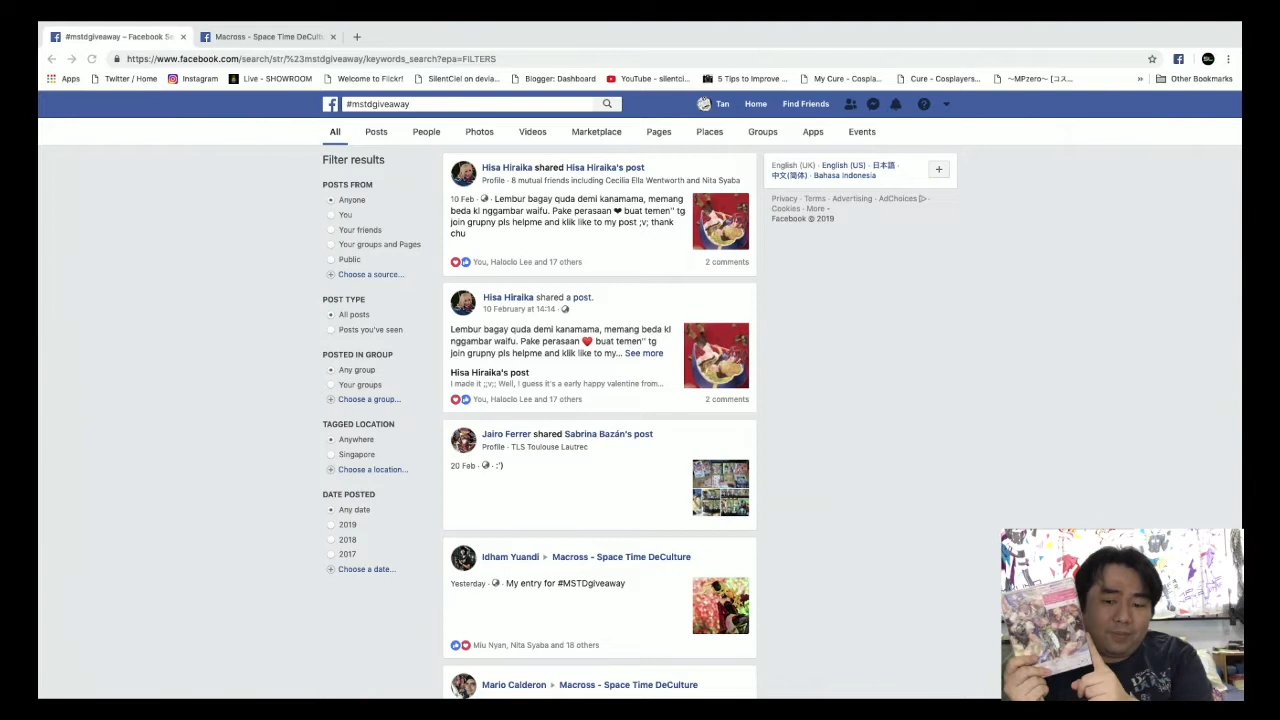 #mstdgiveaway – Facebook Se
Macross - Space Time DeCultu
https://www.facebook.com/search/str/%23mstdgiveaway/keywords_search?epa=FILTERS
Apps
Twitter / Home
Instagram
Live - SHOWROOM
Welcome to Flickr!
SilentCiel on devia...
Blogger: Dashboard
YouTube - silentci...
5 Tips to Improve ...
My Cure - Cospla...
Cure - Cosplayers...
~MPzero~ [コス...
»
Other Bookmarks
#mstdgiveaway
Tan
Home
Find Friends
All
Posts
People
Photos
Videos
Marketplace
Pages
Places
Groups
Apps
Events
Filter results
POSTS FROM
Anyone
You
Your friends
Your groups and Pages
Public
Choose a source...
POST TYPE
All posts
Posts you've seen
POSTED IN GROUP
Any group
Your groups
Choose a group...
TAGGED LOCATION
Anywhere
Singapore
Choose a location...
DATE POSTED
Any date
2019
2018
2017
Choose a date...
Hisa Hiraika shared Hisa Hiraika's post
Profile · 8 mutual friends including Cecilia Ella Wentworth and Nita Syaba
10 Feb · · Lembur bagay quda demi kanamama, memang
beda kl nggambar waifu. Pake perasaan ❤ buat temen" tg
join grupny pls helpme and klik like to my post ;v; thank
chu
You, Haloclo Lee and 17 others
2 comments
Hisa Hiraika shared a post.
10 February at 14:14 ·
Lembur bagay quda demi kanamama, memang beda kl
nggambar waifu. Pake perasaan ❤ buat temen" tg
join grupny pls helpme and klik like to my... See more
Hisa Hiraika's post
I made it ;;v;; Well, I guess it's a early happy valentine from...
You, Haloclo Lee and 17 others
2 comments
Jairo Ferrer shared Sabrina Bazán's post
Profile · TLS Toulouse Lautrec
20 Feb · · :')
Idham Yuandi ▸ Macross - Space Time DeCulture
Yesterday · · My entry for #MSTDgiveaway
Miu Nyan, Nita Syaba and 18 others
Mario Calderon ▸ Macross - Space Time DeCulture
English (UK) · English (US) · 日本語 ·
中文(简体) · Bahasa Indonesia
Privacy · Terms · Advertising · AdChoices ·
Cookies · More
Facebook © 2019